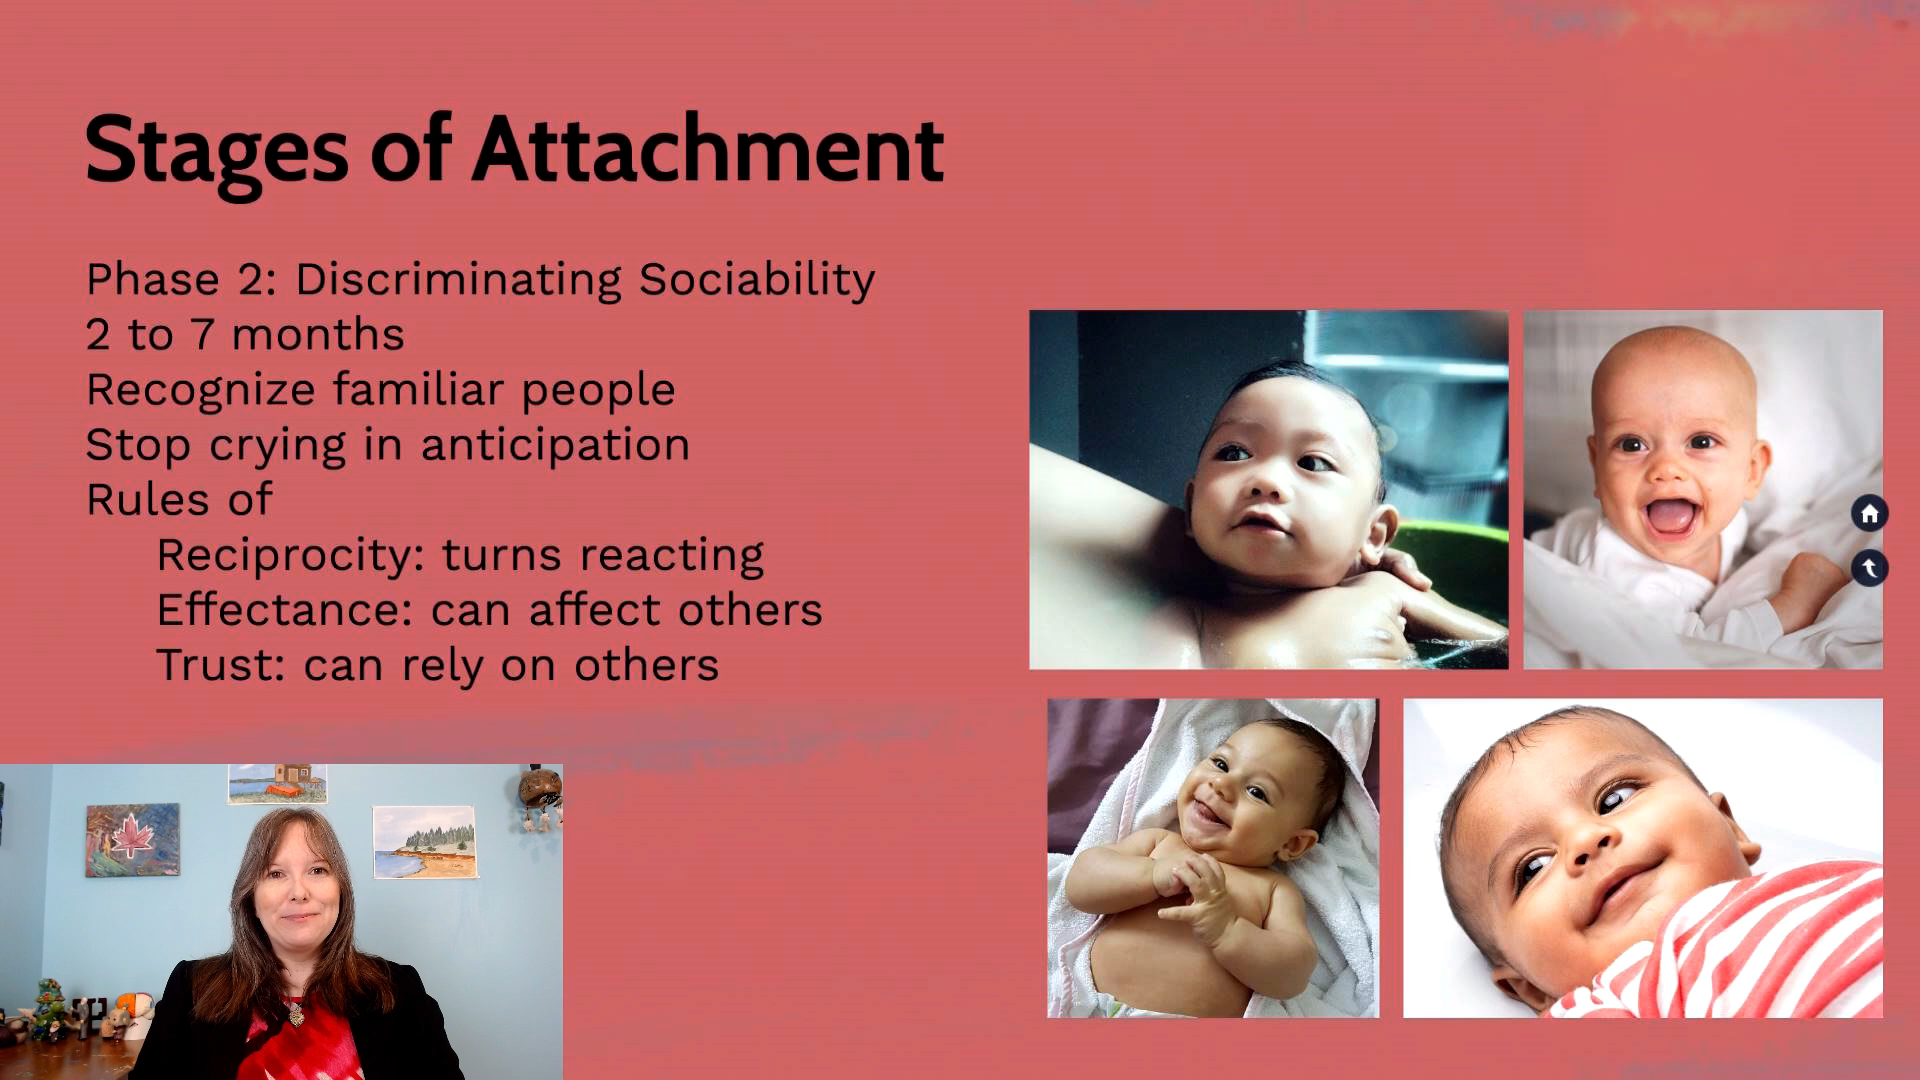 Stages of Attachment
Phase 2: Discriminating Sociability
2 to 7 months
Recognize familiar people
Stop crying in anticipation
Rules of
Reciprocity: turns reacting
Effectance: can affect others
Trust: can rely on others